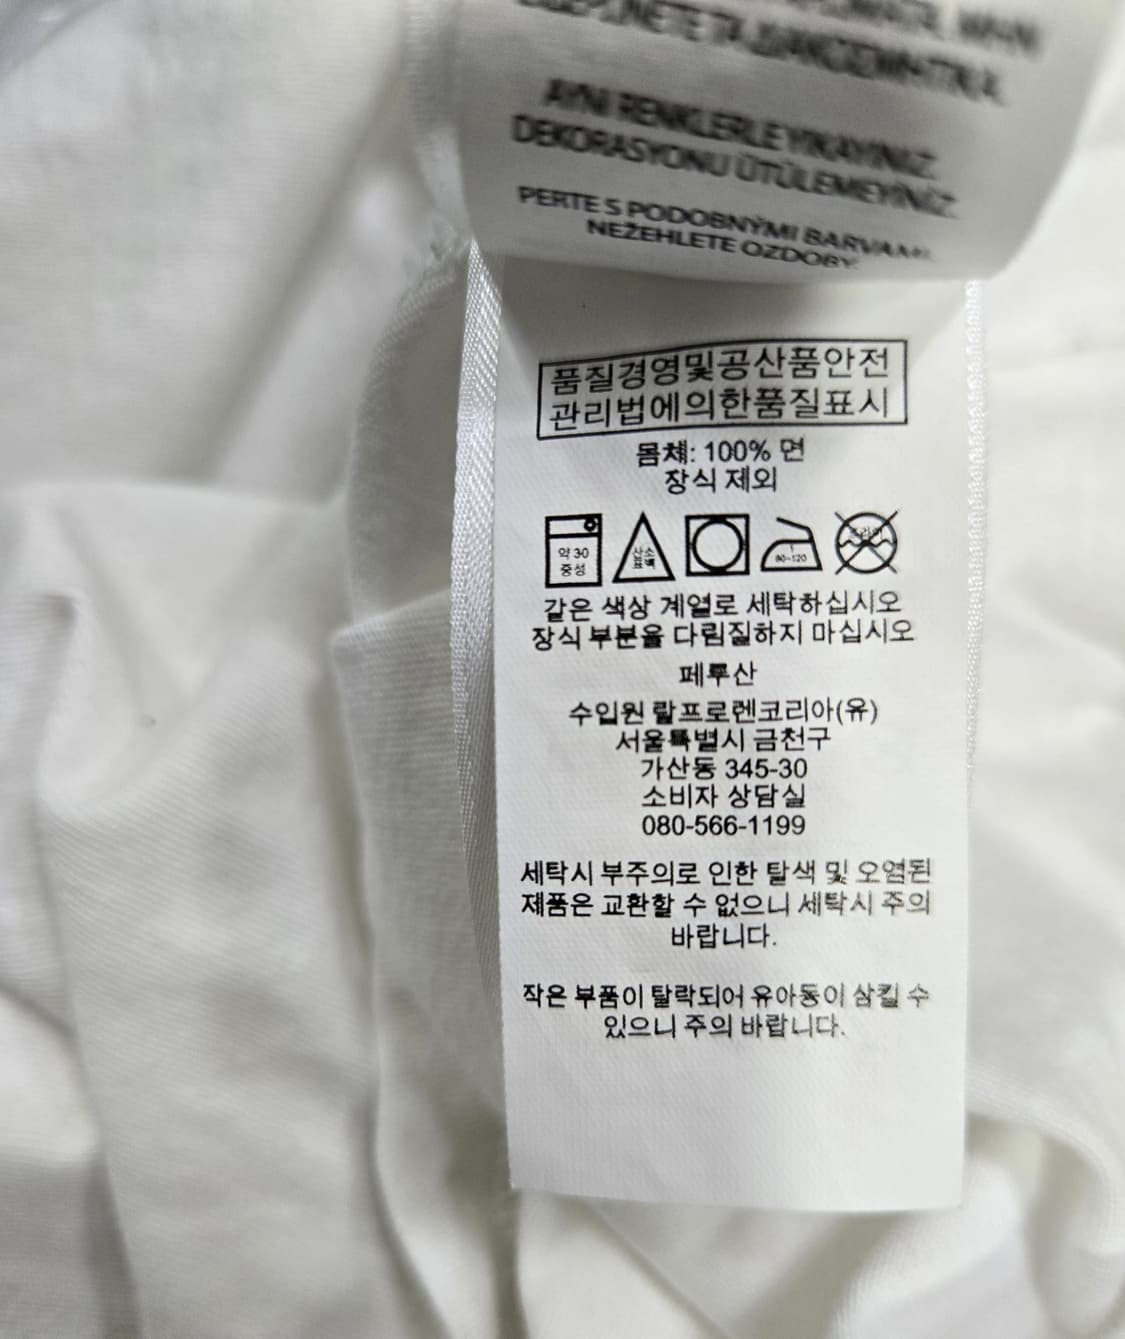 AYNI RENKLERLE YIKAYINIZ.
DEKORASYONU ÜTÜLEMEYİNİZ.
PERTE S PODOBNÝMI BARVAMI.
NEŽEHLETE OZDOBY.
품질경영및공산품안전
관리법에의한품질표시
몸체: 100% 면
장식 제외
약 30
중성
산소
표백
80~120
드라이
같은 색상 계열로 세탁하십시오
장식 부분을 다림질하지 마십시오
페루산
수입원 랄프로렌코리아(유)
서울특별시 금천구
가산동 345-30
소비자 상담실
080-566-1199
세탁시 부주의로 인한 탈색 및 오염된
제품은 교환할 수 없으니 세탁시 주의
바랍니다.
작은 부품이 탈락되어 유아동이 삼킬 수
있으니 주의 바랍니다.